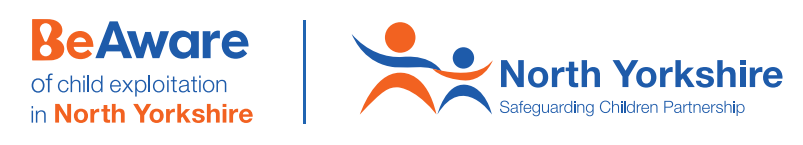 BeAware
of child exploitation
in North Yorkshire
North Yorkshire
Safeguarding Children Partnership